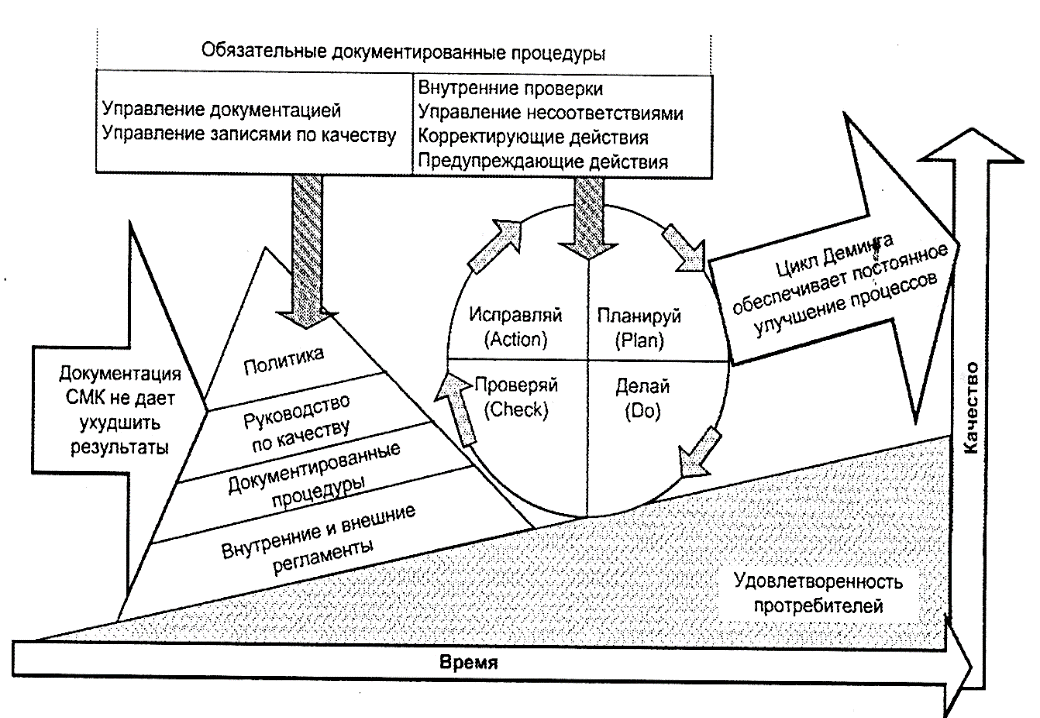 Обязательные документированные процедуры
Управление документацией
Управление записями по качеству
Внутренние проверки
Управление несоответствиями
Корректирующие действия
Предупреждающие действия
Цикл Деминга
обеспечивает постоянное
улучшение процессов
Исправляй
(Action)
Планируй
(Plan)
Проверяй
(Check)
Делай
(Do)
Документация
СМК не дает
ухудшить
результаты
Политика
Руководство
по качеству
Документированные
процедуры
Внутренние и внешние
регламенты
Качество
Удовлетворенность
протребителей
Время